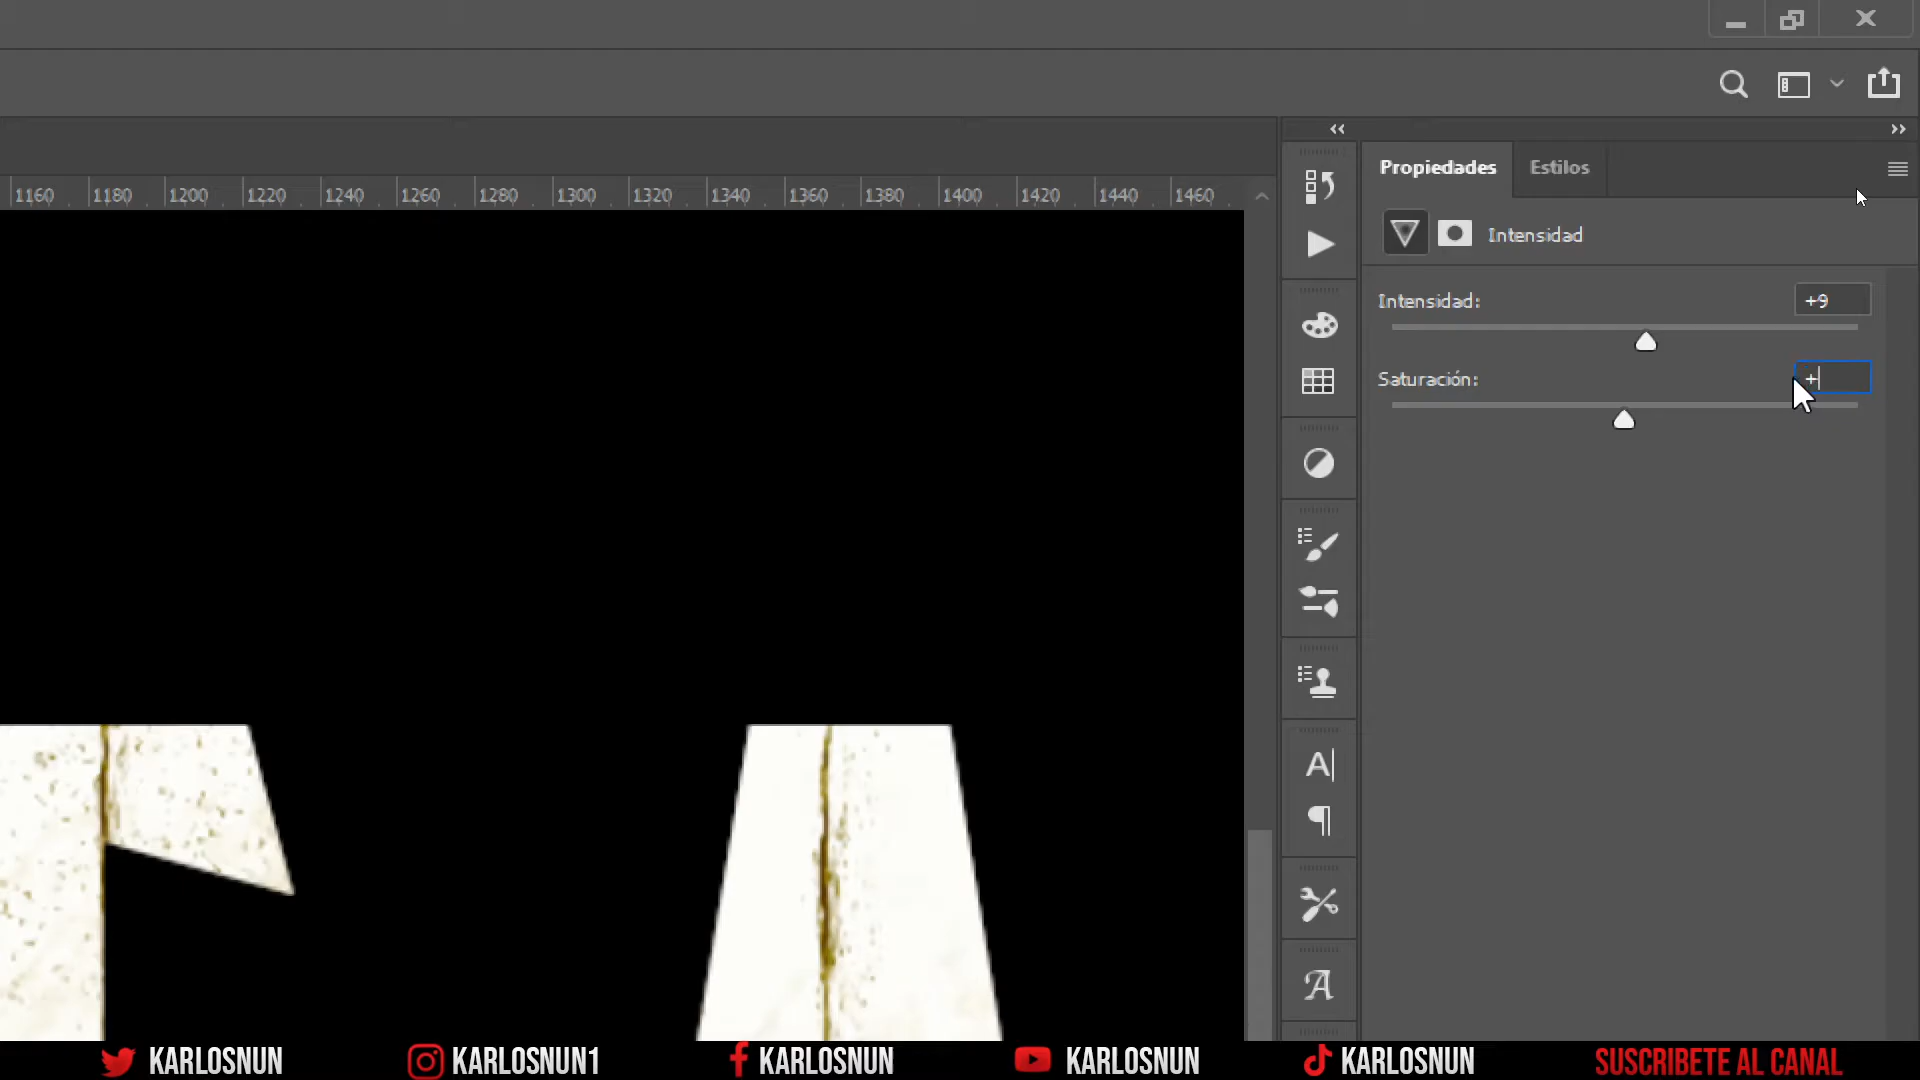 1160 1180 1200 1220 1240 1260 1280 1300 1320 1340 1360 1380 1400 1420 1440 1460
Propiedades Estilos
Intensidad
Intensidad: +9
Saturación: +
KARLOSNUN KARLOSNUN1 KARLOSNUN KARLOSNUN KARLOSNUN SUSCRIBETE AL CANAL